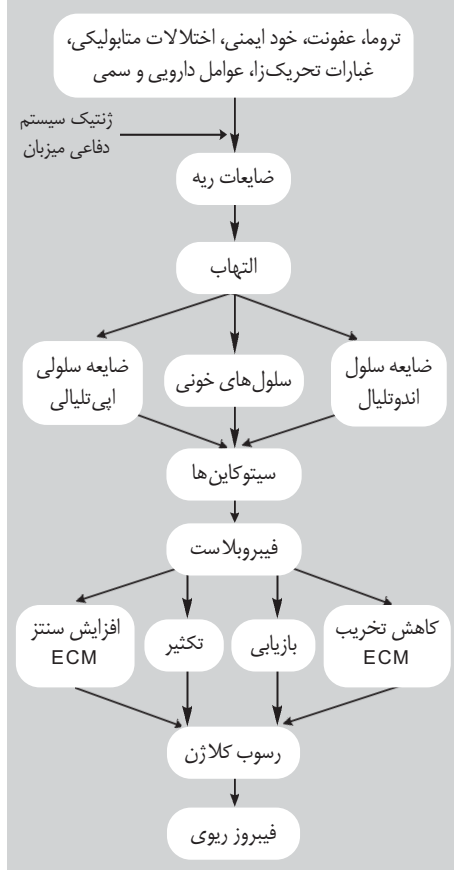 تروما، عفونت، خود ایمنی، اختلالات متابولیکی،
غبارات تحریک‌زا، عوامل دارویی و سمی
ژنتیک سیستم
دفاعی میزبان
ضایعات ریه
التهاب
ضایعه سلول
اندوتلیال
سلول‌های خونی
ضایعه سلولی
اپی‌تلیالی
سیتوکاین‌ها
فیبروبلاست
کاهش تخریب
ECM
بازیابی
تکثیر
افزایش سنتز
ECM
رسوب کلاژن
فیبروز ریوی